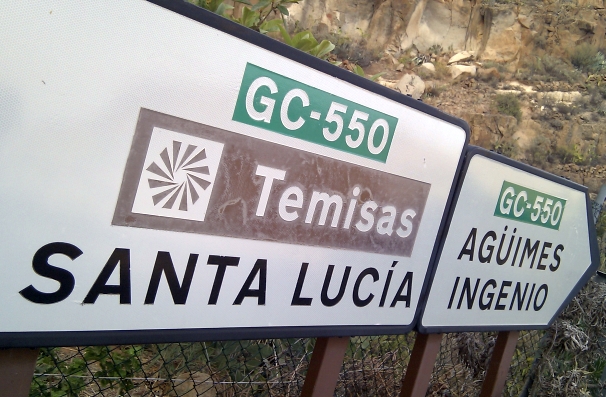 GC-550
Temisas
SANTA LUCÍA
GC-550
AGÜIMES
INGENIO